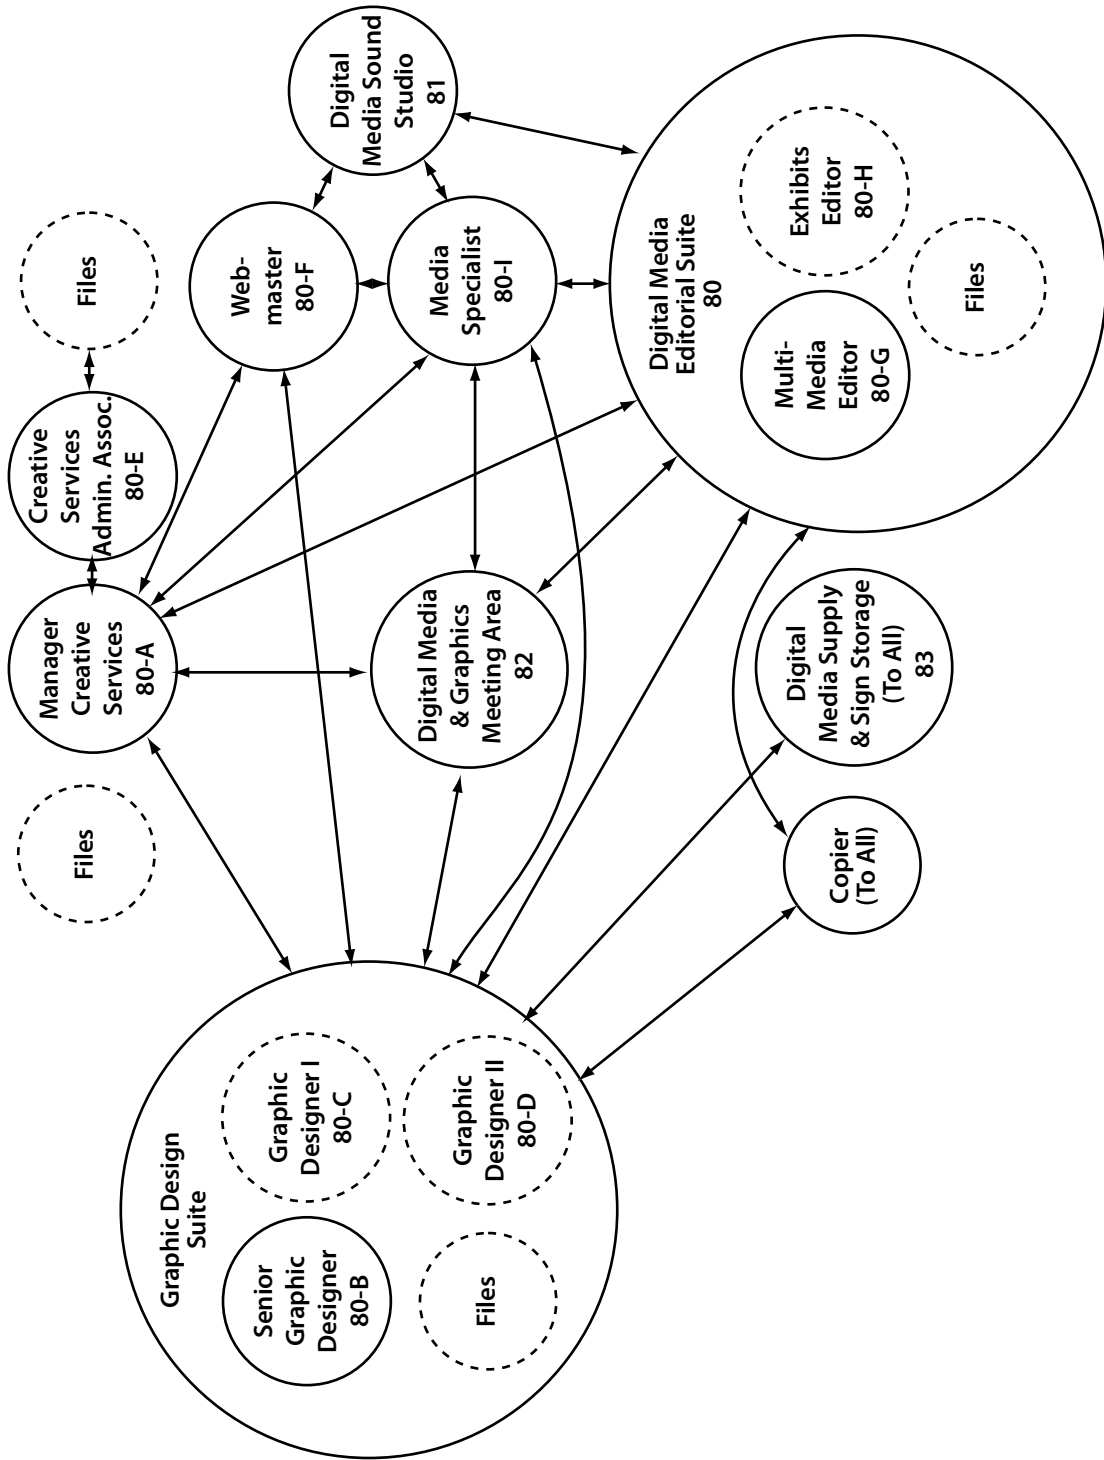 Graphic Design
Suite
Senior
Graphic
Designer
80-B
Graphic
Designer I
80-C
Files
Graphic
Designer II
80-D
Files
Manager
Creative
Services
80-A
Creative
Services
Admin. Assoc.
80-E
Files
Web-
master
80-F
Digital
Media Sound
Studio
81
Media
Specialist
80-I
Digital Media
& Graphics
Meeting Area
82
Digital Media
Editorial Suite
80
Multi-
Media
Editor
80-G
Exhibits
Editor
80-H
Files
Copier
(To All)
Digital
Media Supply
& Sign Storage
(To All)
83